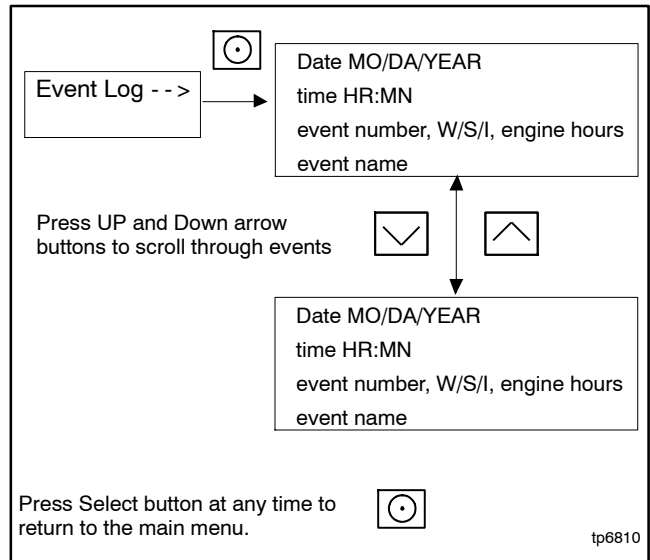 Event Log - - >
Date MO/DA/YEAR
time HR:MN
event number, W/S/I, engine hours
event name
Press UP and Down arrow
buttons to scroll through events
Date MO/DA/YEAR
time HR:MN
event number, W/S/I, engine hours
event name
Press Select button at any time to
return to the main menu.
tp6810